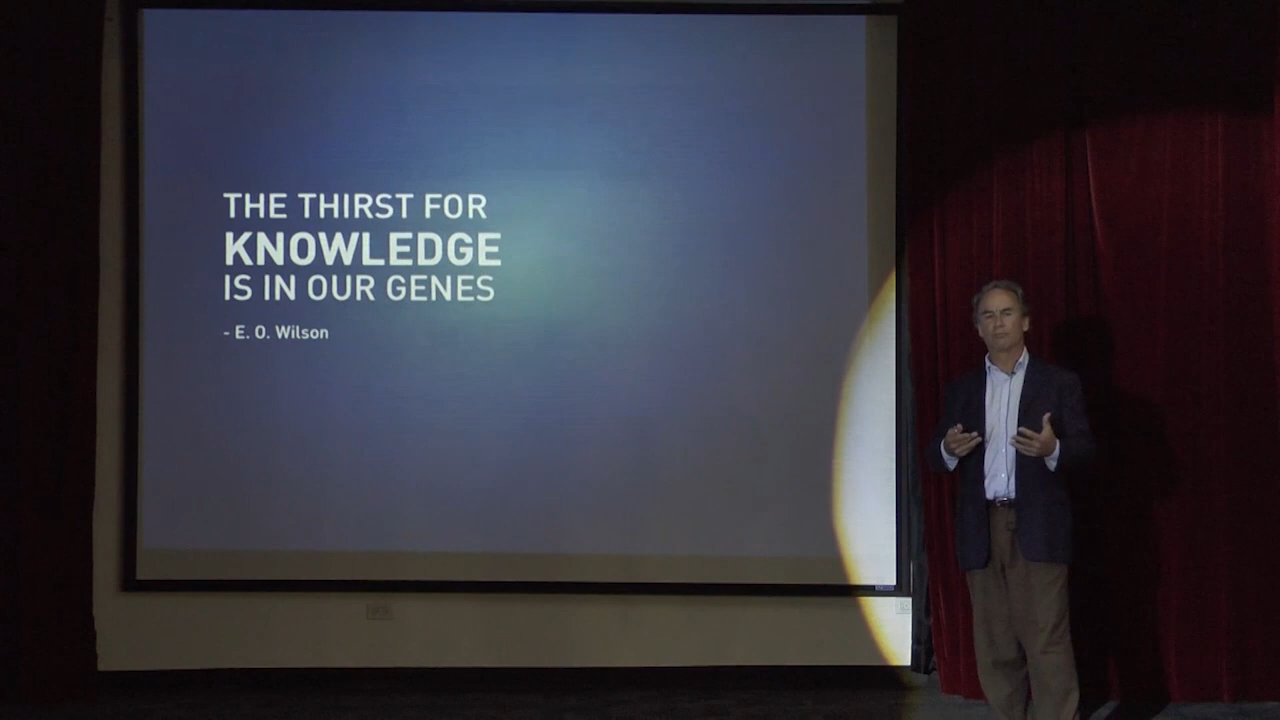 THE THIRST FOR
KNOWLEDGE
IS IN OUR GENES
- E. O. Wilson